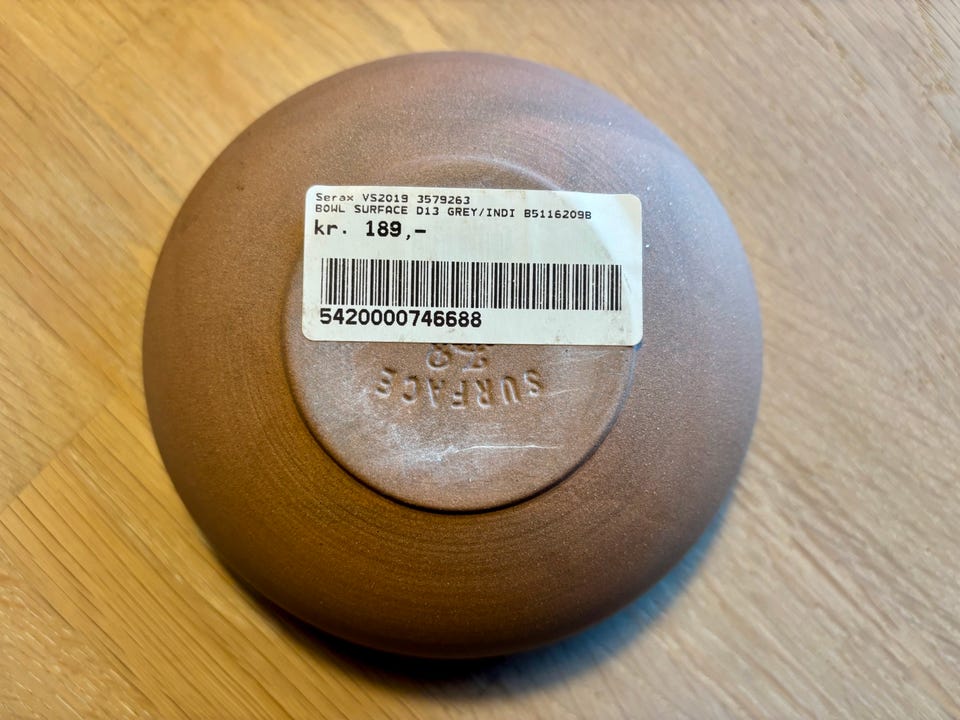 Serax VS2019 3579263
BOWL SURFACE D13 GREY/INDI B5116209B
kr. 189,-
5420000746688
SURFACE